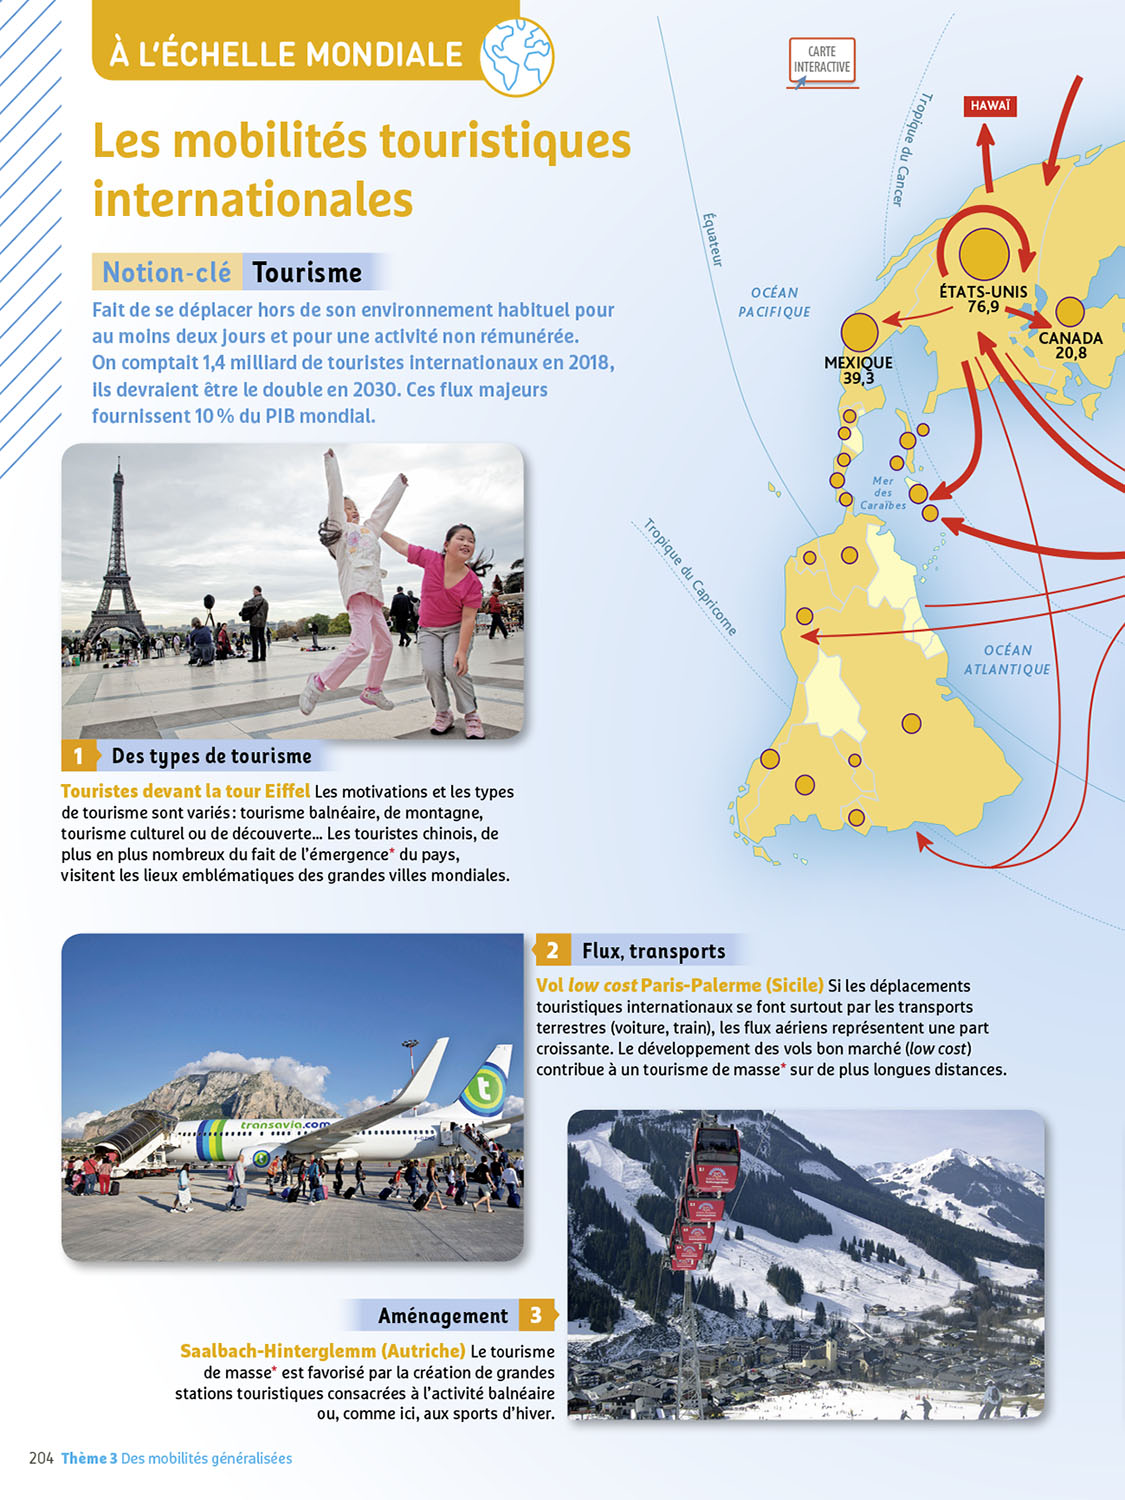 À L'ÉCHELLE MONDIALE
Les mobilités touristiques
internationales
Notion-clé Tourisme
Fait de se déplacer hors de son environnement habituel pour
au moins deux jours et pour une activité non rémunérée.
On comptait 1,4 milliard de touristes internationaux en 2018,
ils devraient être le double en 2030. Ces flux majeurs
fournissent 10 % du PIB mondial.
1 Des types de tourisme
Touristes devant la tour Eiffel Les motivations et les types
de tourisme sont variés : tourisme balnéaire, de montagne,
tourisme culturel ou de découverte... Les touristes chinois, de
plus en plus nombreux du fait de l'émergence* du pays,
visitent les lieux emblématiques des grandes villes mondiales.
CARTE
INTERACTIVE
HAWAÏ
Tropique du Cancer
Équateur
OCÉAN
PACIFIQUE
ÉTATS-UNIS
76,9
CANADA
20,8
MEXIQUE
39,3
Mer
des
Caraïbes
Tropique du Capricorne
OCÉAN
ATLANTIQUE
2 Flux, transports
Vol low cost Paris-Palerme (Sicile) Si les déplacements
touristiques internationaux se font surtout par les transports
terrestres (voiture, train), les flux aériens représentent une part
croissante. Le développement des vols bon marché (low cost)
contribue à un tourisme de masse* sur de plus longues distances.
transavia.com
t
t
Aménagement 3
Saalbach-Hinterglemm (Autriche) Le tourisme
de masse* est favorisé par la création de grandes
stations touristiques consacrées à l'activité balnéaire
ou, comme ici, aux sports d'hiver.
204 Thème 3 Des mobilités généralisées